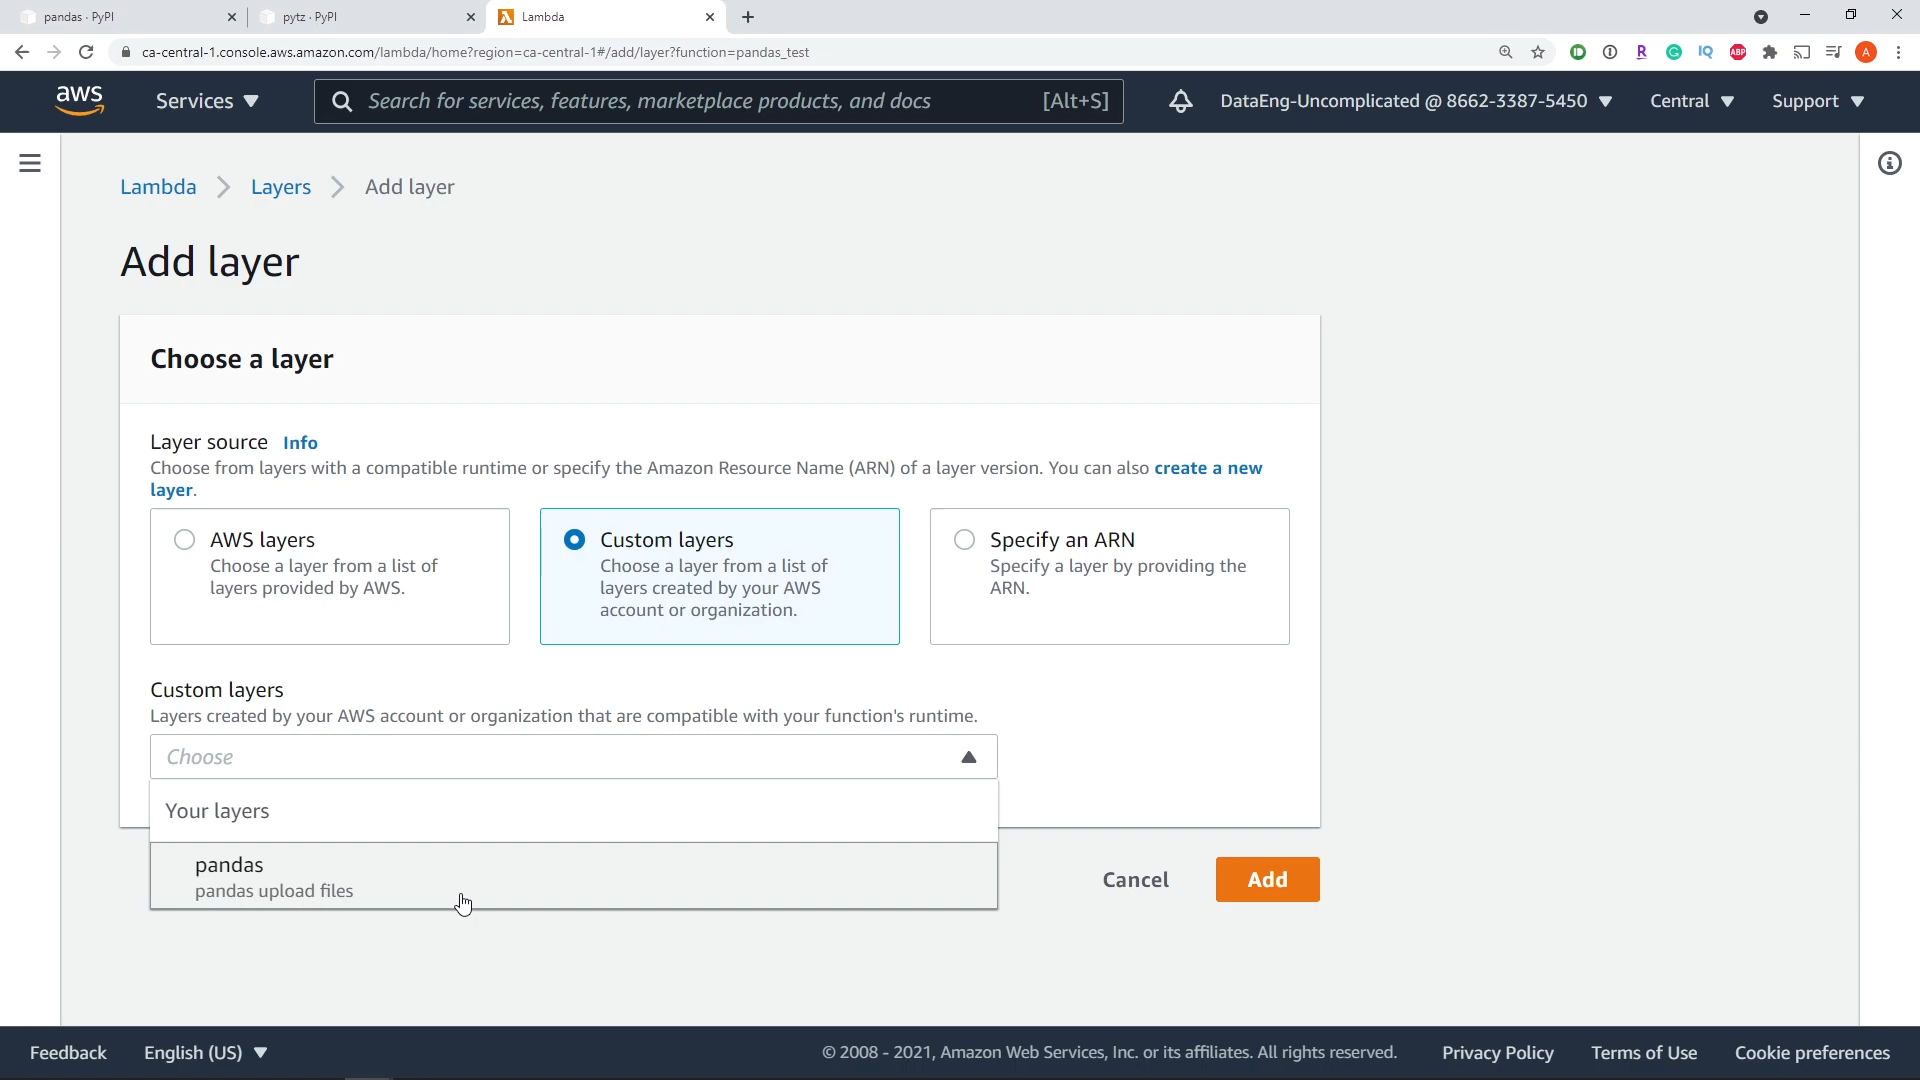 pandas · PyPI
pytz · PyPI
Lambda
ca-central-1.console.aws.amazon.com/lambda/home?region=ca-central-1#/add/layer?function=pandas_test
R
IQ
ABP
A
aws
Services
Search for services, features, marketplace products, and docs
[Alt+S]
DataEng-Uncomplicated @ 8662-3387-5450
Central
Support
Lambda
Layers
Add layer
Add layer
Choose a layer
Layer source Info
Choose from layers with a compatible runtime or specify the Amazon Resource Name (ARN) of a layer version. You can also create a new
layer.
AWS layers
Choose a layer from a list of
layers provided by AWS.
Custom layers
Choose a layer from a list of
layers created by your AWS
account or organization.
Specify an ARN
Specify a layer by providing the
ARN.
Custom layers
Layers created by your AWS account or organization that are compatible with your function's runtime.
Choose
Your layers
pandas
pandas upload files
Cancel
Add
Feedback
English (US)
© 2008 - 2021, Amazon Web Services, Inc. or its affiliates. All rights reserved.
Privacy Policy
Terms of Use
Cookie preferences